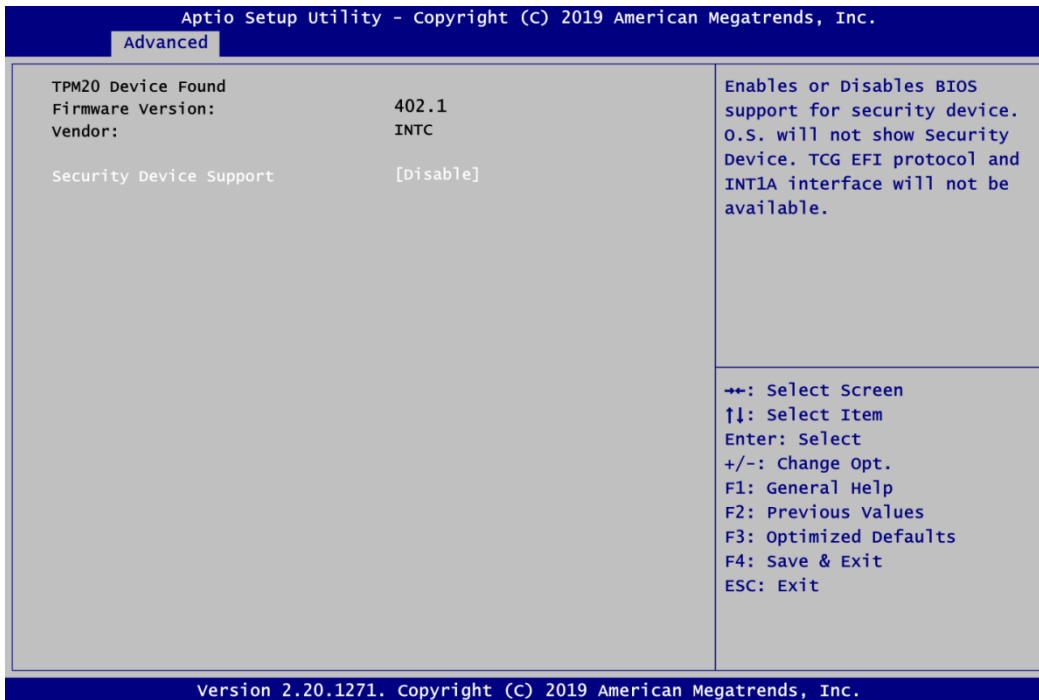 Aptio Setup Utility – Copyright (C) 2019 American Megatrends, Inc.
Advanced
TPM20 Device Found
Firmware Version: 402.1
Vendor: INTC
Security Device Support [Disable]
Enables or Disables BIOS
support for security device.
O.S. will not show Security
Device. TCG EFI protocol and
INT1A interface will not be
available.
→←: Select Screen
↑↓: Select Item
Enter: Select
+/-: Change Opt.
F1: General Help
F2: Previous Values
F3: Optimized Defaults
F4: Save & Exit
ESC: Exit
Version 2.20.1271. Copyright (C) 2019 American Megatrends, Inc.